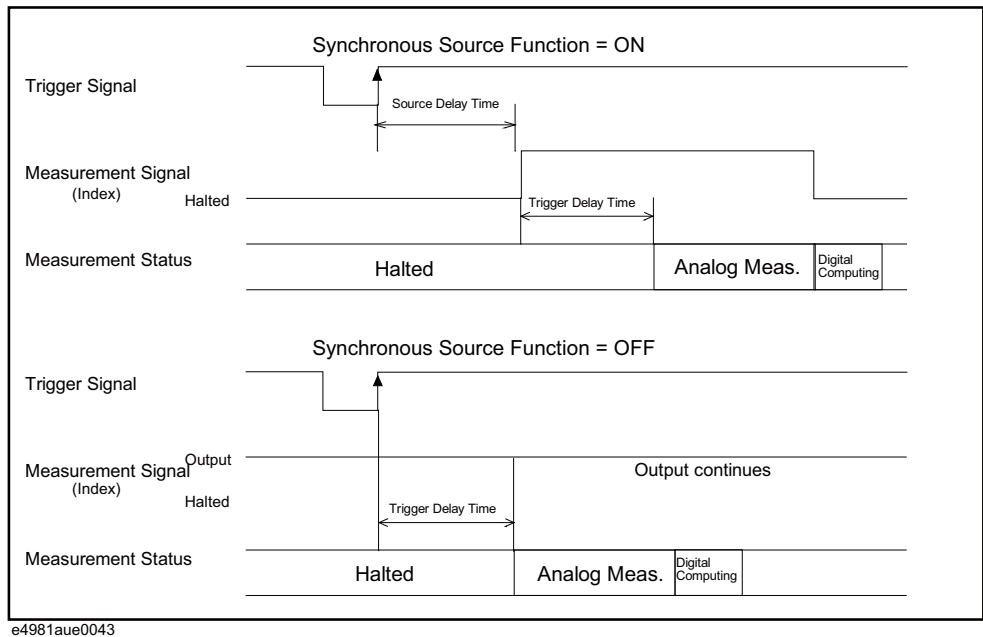 Synchronous Source Function = ON
Trigger Signal
Source Delay Time
Measurement Signal
(Index)
Halted
Trigger Delay Time
Measurement Status
Halted
Analog Meas.
Digital
Computing
Synchronous Source Function = OFF
Trigger Signal
Output
Measurement Signal
(Index)
Output continues
Halted
Trigger Delay Time
Measurement Status
Halted
Analog Meas.
Digital
Computing
e4981aue0043